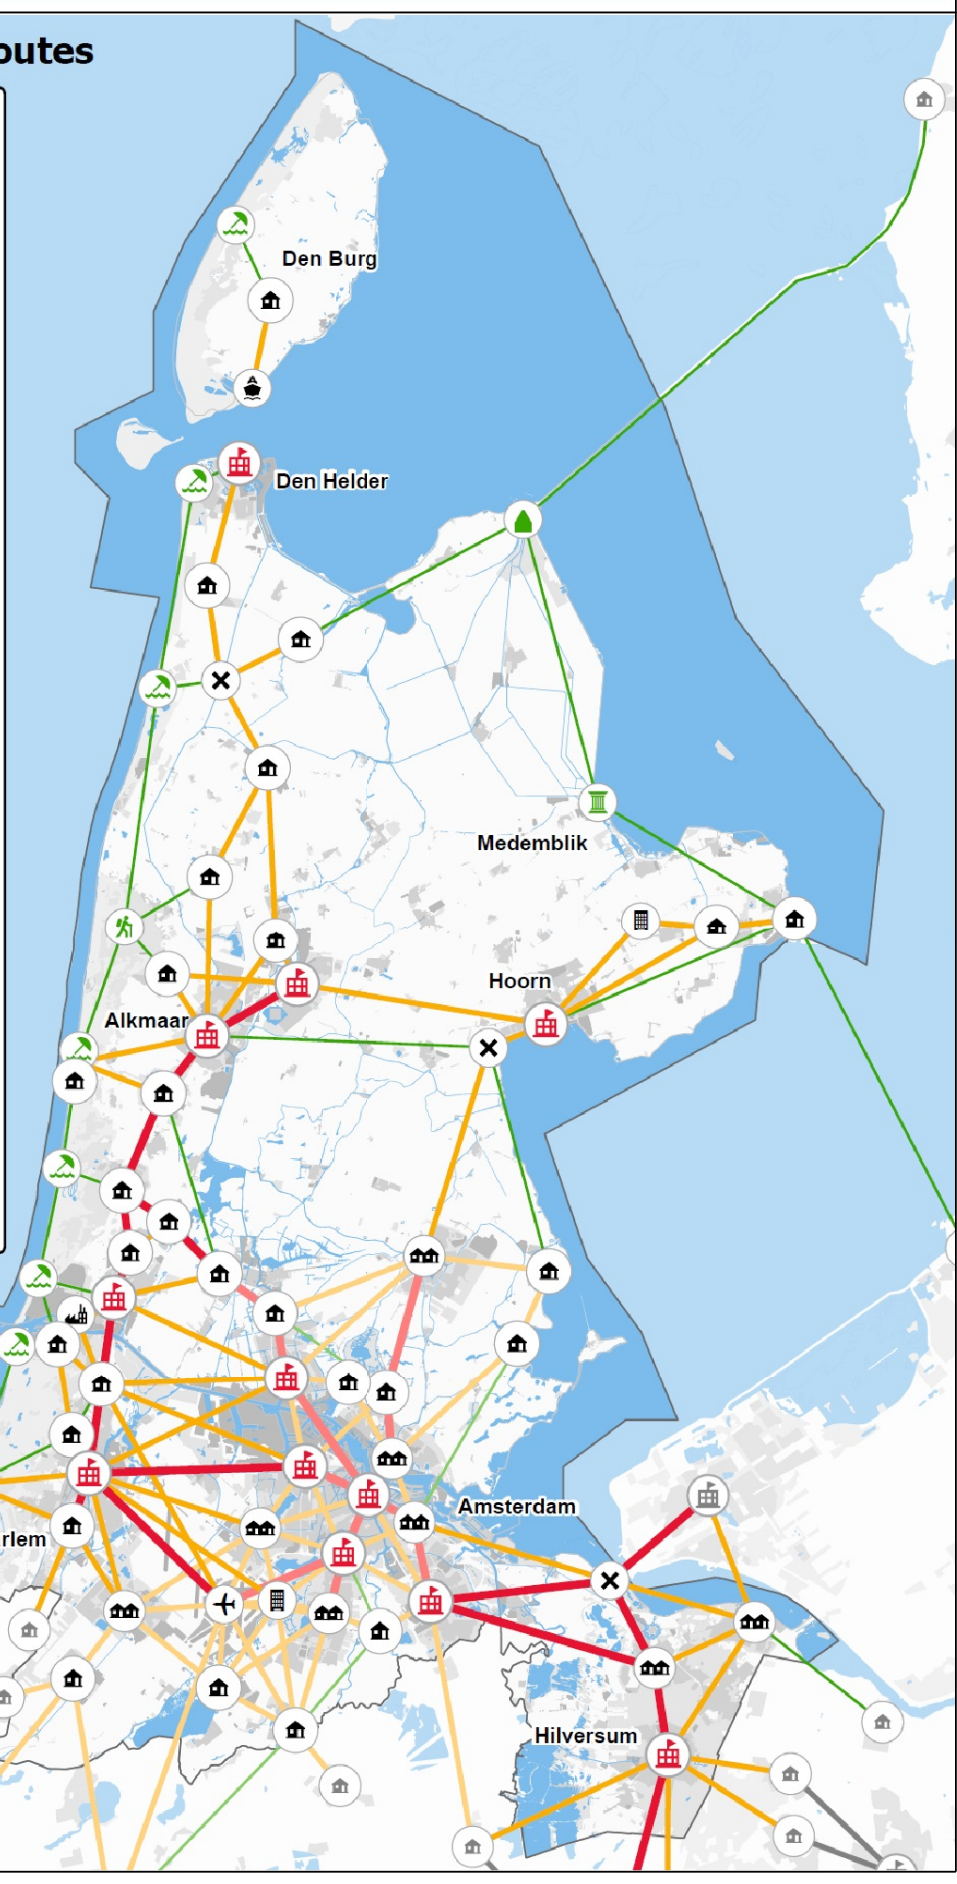 outes
Den Burg
Den Helder
Medemblik
Hoorn
Alkmaar
Amsterdam
rlem
Hilversum